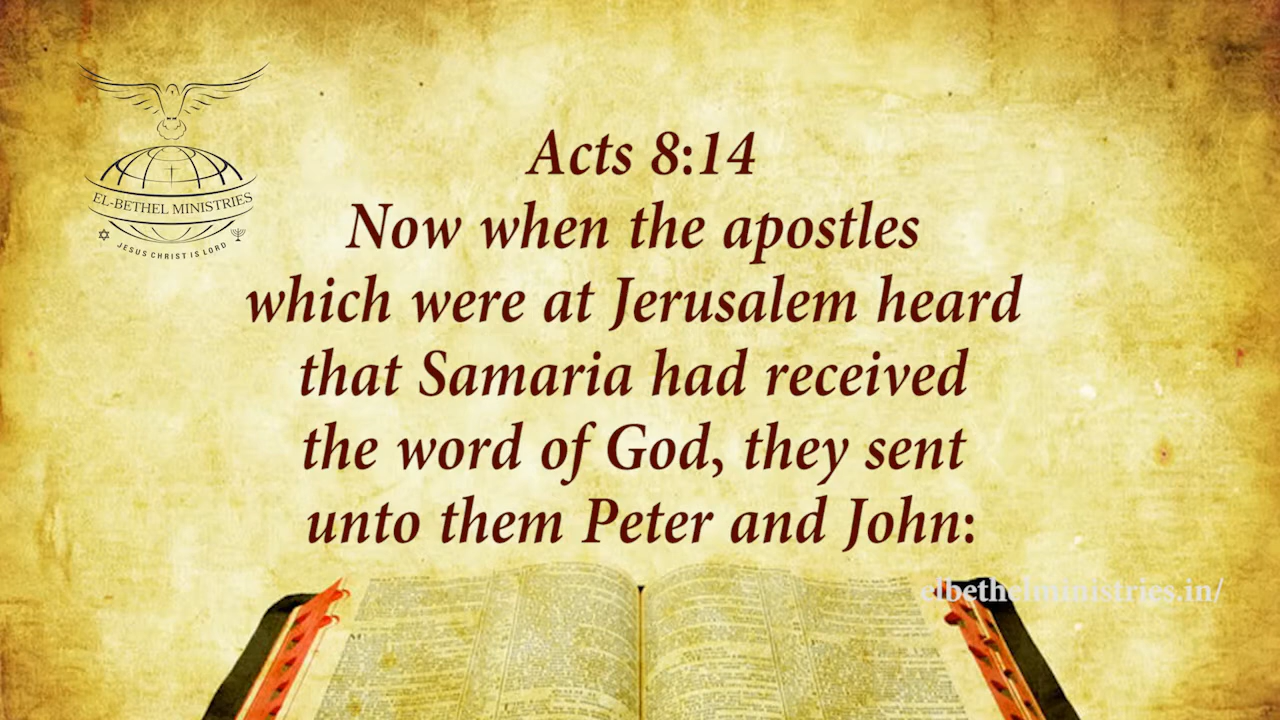 EL-BETHEL MINISTRIES
JESUS CHRIST IS LORD
Acts 8:14
Now when the apostles
which were at Jerusalem heard
that Samaria had received
the word of God, they sent
unto them Peter and John:
elbethelministries.in/